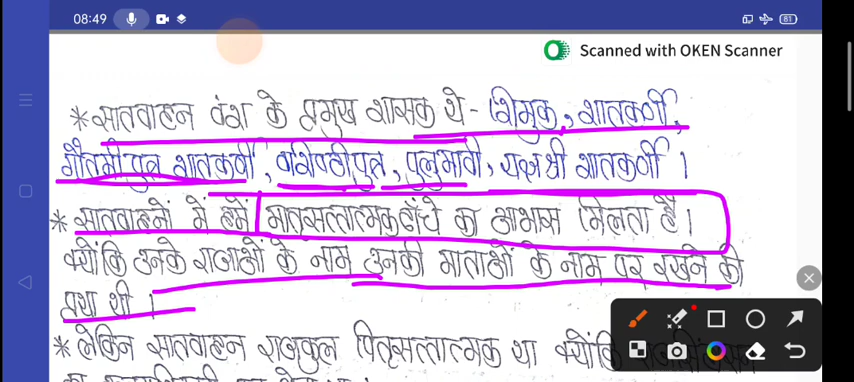 08:49
81
Scanned with OKEN Scanner
* सातवाहन वंश के प्रमुख शासक थे - शिमुक, शातकर्णी,
गौतमीपुत्र शातकर्णी, वशिष्ठीपुत्र, पुलुमावी, यज्ञश्री शातकर्णी।
* सातवाहनों में हमें मातृसत्तात्मक ढांचे का आभास मिलता है।
क्योंकि उनके राजाओं के नाम उनकी माताओं के नाम पर रखने की
प्रथा थी।
* लेकिन सातवाहन राजकुल पितृसत्तात्मक था क्योंकि